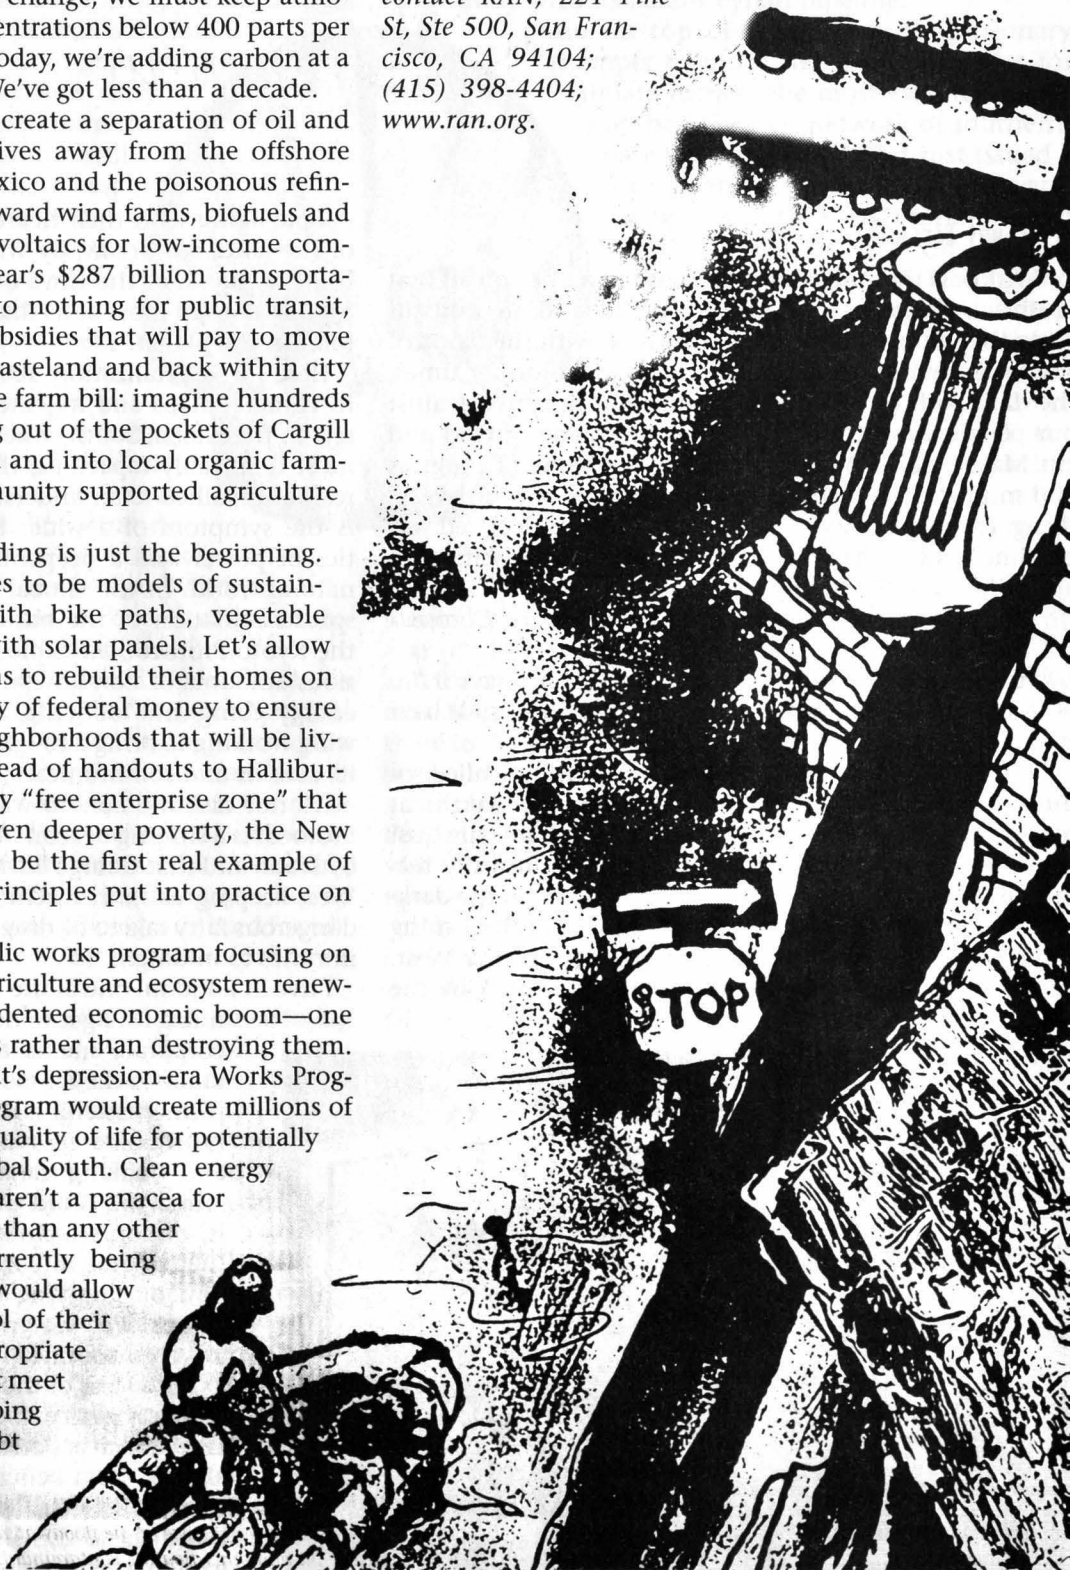 change, we must keep atmo-
entrations below 400 parts per
oday, we're adding carbon at a
We've got less than a decade.
create a separation of oil and
ives away from the offshore
xico and the poisonous refin-
ward wind farms, biofuels and
voltaics for low-income com-
ear's $287 billion transporta-
to nothing for public transit,
ubsidies that will pay to move
wasteland and back within city
e farm bill: imagine hundreds
g out of the pockets of Cargill
and into local organic farm-
munity supported agriculture
ding is just the beginning.
es to be models of sustain-
with bike paths, vegetable
with solar panels. Let's allow
ns to rebuild their homes on
y of federal money to ensure
ighborhoods that will be liv-
ead of handouts to Hallibur-
y “free enterprise zone” that
ven deeper poverty, the New
be the first real example of
rinciples put into practice on
lic works program focusing on
riculture and ecosystem renew-
dented economic boom—one
s rather than destroying them.
t's depression-era Works Prog-
ogram would create millions of
uality of life for potentially
bal South. Clean energy
aren't a panacea for
than any other
rrently being
would allow
ol of their
ropriate
meet
ping
bt
contact RAN, 221 Pine
St, Ste 500, San Fran-
cisco, CA 94104;
(415) 398-4404;
www.ran.org.
STOP